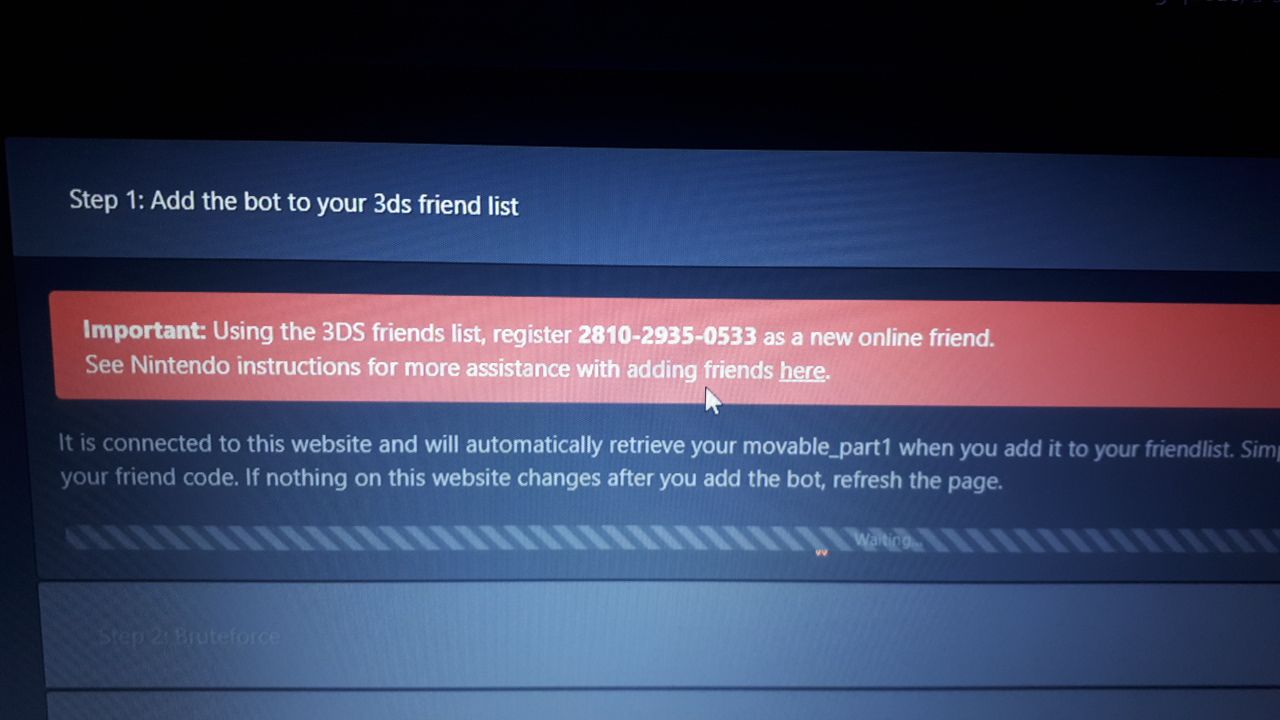 Step 1: Add the bot to your 3ds friend list
Important: Using the 3DS friends list, register 2810-2935-0533 as a new online friend.
See Nintendo instructions for more assistance with adding friends here.
It is connected to this website and will automatically retrieve your movable_part1 when you add it to your friendlist.
your friend code. If nothing on this website changes after you add the bot, refresh the page.
Waiting...
Step 2: Bruteforce